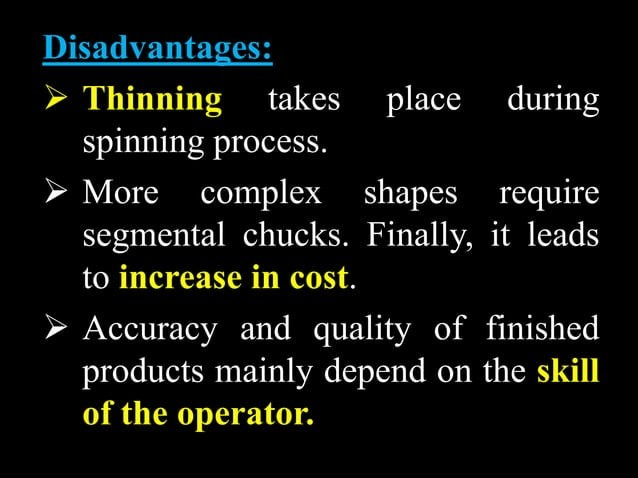 Disadvantages:
➢ Thinning takes place during
spinning process.
➢ More complex shapes require
segmental chucks. Finally, it leads
to increase in cost.
➢ Accuracy and quality of finished
products mainly depend on the skill
of the operator.